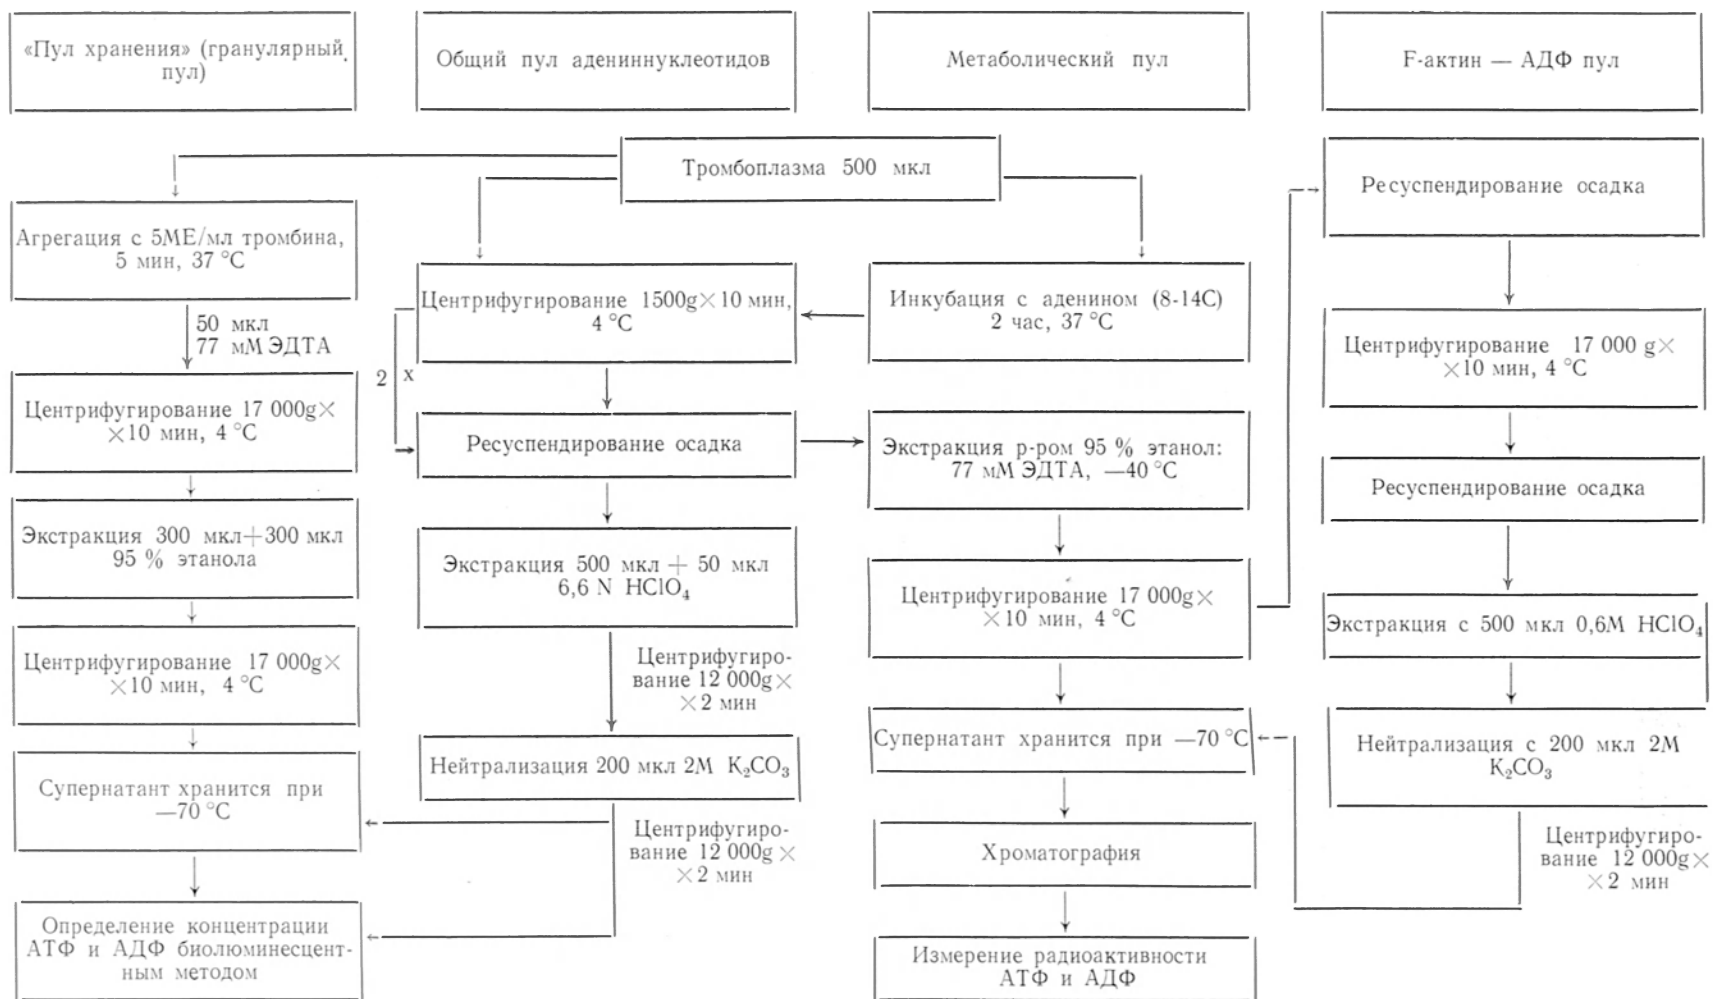 «Пул хранения» (гранулярный
пул)
Общий пул адениннуклеотидов
Метаболический пул
F-актин — АДФ пул
Тромбоплазма 500 мкл
Агрегация с 5МЕ/мл тромбина,
5 мин, 37 °С
50 мкл
77 мМ ЭДТА
Центрифугирование 17 000g×
×10 мин, 4 °С
Экстракция 300 мкл+300 мкл
95 % этанола
Центрифугирование 17 000g×
×10 мин, 4 °С
Супернатант хранится при
—70 °С
Определение концентрации
АТФ и АДФ биолюминесцент-
ным методом
Центрифугирование 1500g×10 мин,
4 °С
2 х
Ресуспендирование осадка
Экстракция 500 мкл + 50 мкл
6,6 N HClO₄
Центрифугиро-
вание 12 000g×
×2 мин
Нейтрализация 200 мкл 2М K₂CO₃
Центрифугиро-
вание 12 000g×
×2 мин
Инкубация с аденином (8-14С)
2 час, 37 °С
Экстракция р-ром 95 % этанол:
77 мМ ЭДТА, —40 °С
Центрифугирование 17 000g×
×10 мин, 4 °С
Супернатант хранится при —70 °С
Хроматография
Измерение радиоактивности
АТФ и АДФ
Ресуспендирование осадка
Центрифугирование 17 000 g×
×10 мин, 4 °С
Ресуспендирование осадка
Экстракция с 500 мкл 0,6М HClO₄
Нейтрализация с 200 мкл 2М
K₂CO₃
Центрифугиро-
вание 12 000g×
×2 мин